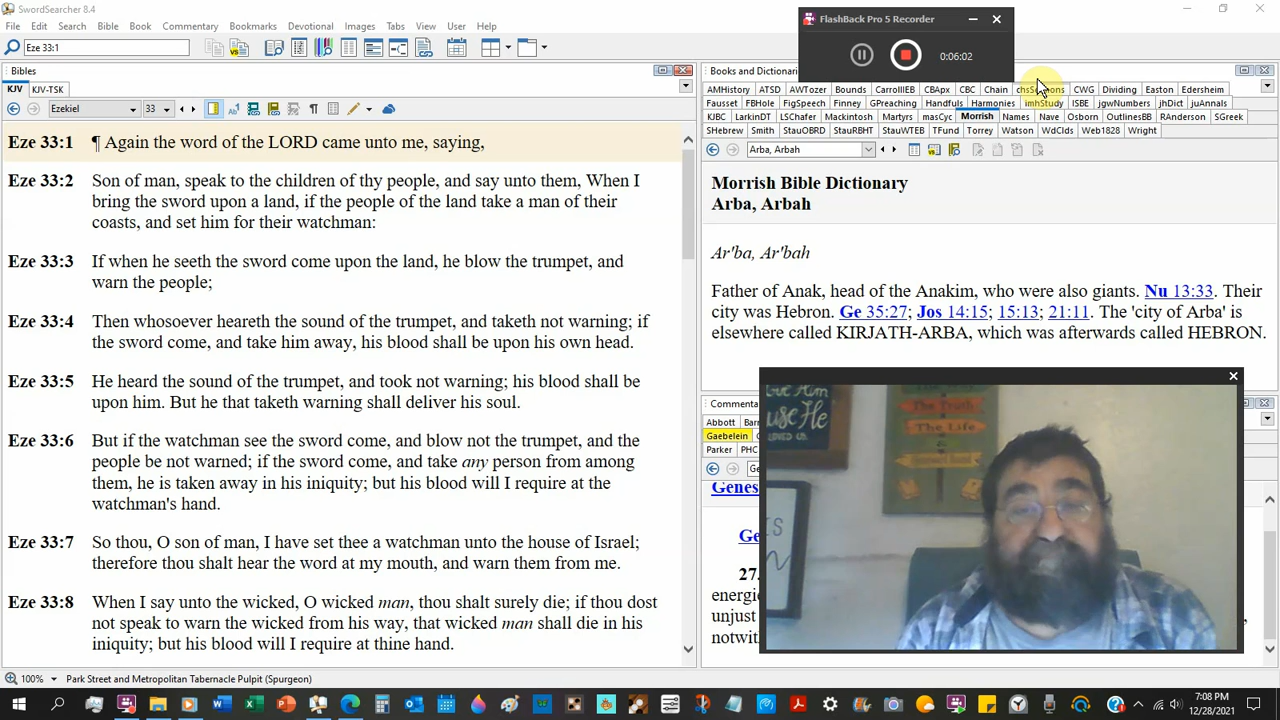 SwordSearcher 8.4
File Edit Search Book Commentary Bookmarks Devotional Images Tabs View User Help
Eze 33:1
FlashBack Pro 5 Recorder
0:06:02
Bibles
KJV KJV-TSK
Ezekiel 33
Eze 33:1 ¶ Again the word of the LORD came unto me, saying,
Eze 33:2 Son of man, speak to the children of thy people, and say unto them, When I
bring the sword upon a land, if the people of the land take a man of their
coasts, and set him for their watchman:
Eze 33:3 If when he seeth the sword come upon the land, he blow the trumpet, and
warn the people;
Eze 33:4 Then whosoever heareth the sound of the trumpet, and taketh not warning; if
the sword come, and take him away, his blood shall be upon his own head.
Eze 33:5 He heard the sound of the trumpet, and took not warning; his blood shall be
upon him. But he that taketh warning shall deliver his soul.
Eze 33:6 But if the watchman see the sword come, and blow not the trumpet, and the
people be not warned; if the sword come, and take any person from among
them, he is taken away in his iniquity; but his blood will I require at the
watchman's hand.
Eze 33:7 So thou, O son of man, I have set thee a watchman unto the house of Israel;
therefore thou shalt hear the word at my mouth, and warn them from me.
Eze 33:8 When I say unto the wicked, O wicked man, thou shalt surely die; if thou dost
not speak to warn the wicked from his way, that wicked man shall die in his
iniquity; but his blood will I require at thine hand.
Books and Dictionari
AMHistory ATSD AWTozer Bounds CarrollIEB CBApx CBC Chain chsSermons CWG Dividing Easton Edersheim
Fausset FBHole FigSpeech Finney GPreaching Handfuls Harmonies imhStudy ISBE jgwNumbers jhDict juAnnals
KJBC LarkinDT LSChafer Mackintosh Martyrs masCyc Morrish Names Nave Osborn OutlinesBB RAnderson SGreek
SHebrew Smith StauOBRD StauRBHT StauWTEB TFund Torrey Watson WdClds Web1828 Wright
Arba, Arbah
Morrish Bible Dictionary
Arba, Arbah
Ar'ba, Ar'bah
Father of Anak, head of the Anakim, who were also giants. Nu 13:33. Their
city was Hebron. Ge 35:27; Jos 14:15; 15:13; 21:11. The 'city of Arba' is
elsewhere called KIRJATH-ARBA, which was afterwards called HEBRON.
Commenta
Abbott
Gaebelein
Parker PHC
Ge
Genes
Ge
27.
energie
unjust
notwit
Give Him
use He
LOVED US.
The Truth
The Life
100% Park Street and Metropolitan Tabernacle Pulpit (Spurgeon)
7:08 PM
12/28/2021